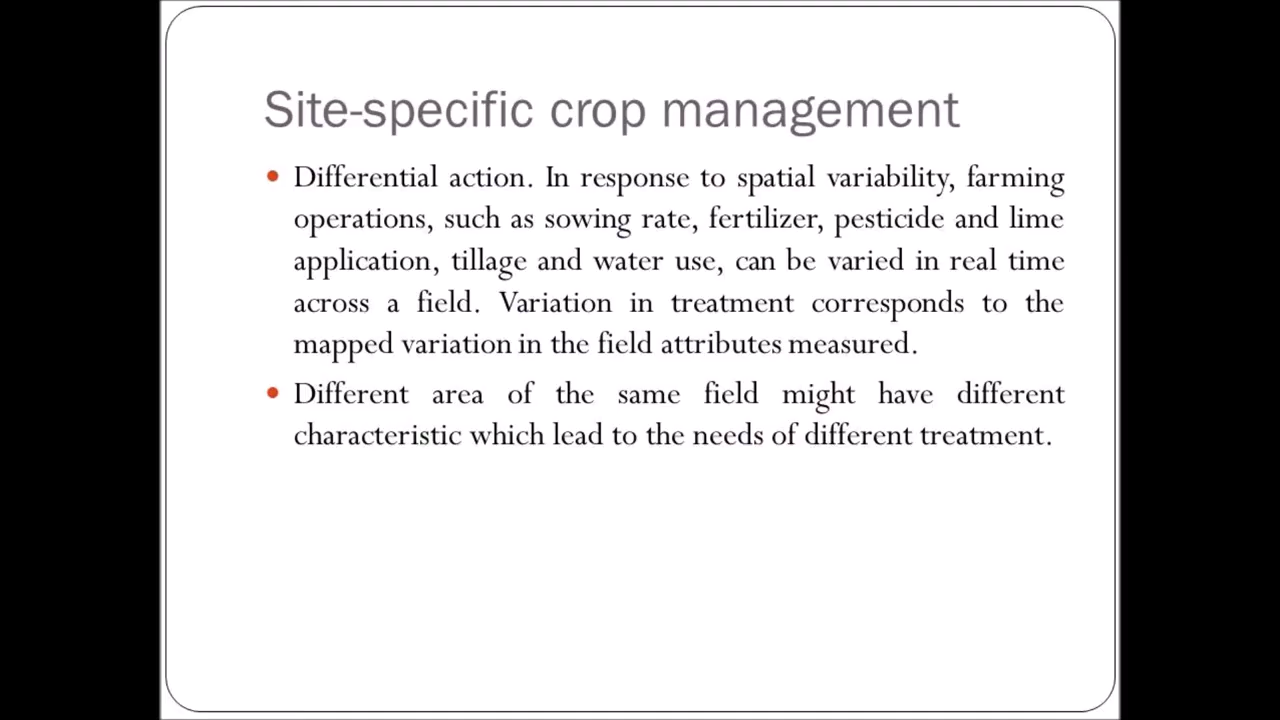 Site-specific crop management
• Differential action. In response to spatial variability, farming
operations, such as sowing rate, fertilizer, pesticide and lime
application, tillage and water use, can be varied in real time
across a field. Variation in treatment corresponds to the
mapped variation in the field attributes measured.
• Different area of the same field might have different
characteristic which lead to the needs of different treatment.